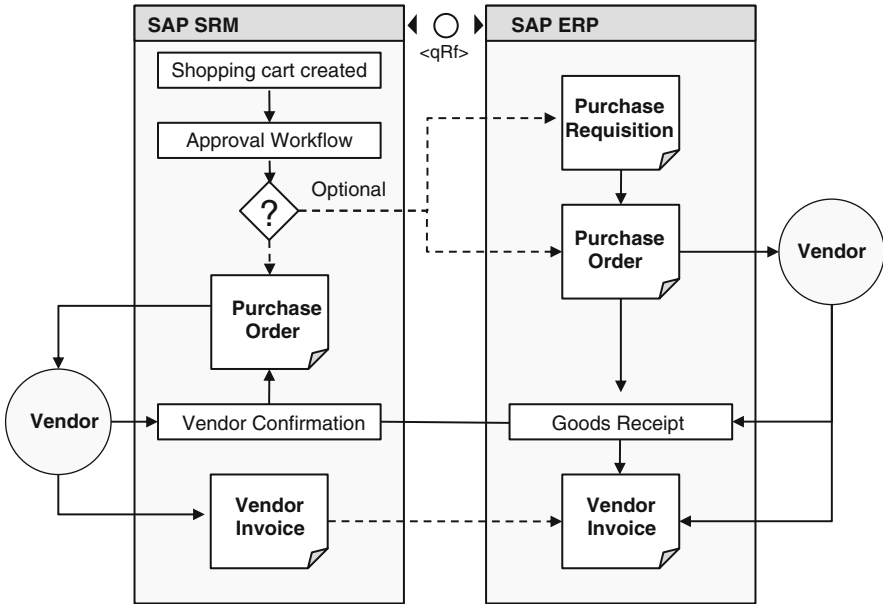 SAP SRM
<qRf>
SAP ERP
Shopping cart created
Approval Workflow
?
Optional
Purchase
Order
Vendor
Vendor Confirmation
Vendor
Invoice
Purchase
Requisition
Purchase
Order
Vendor
Goods Receipt
Vendor
Invoice